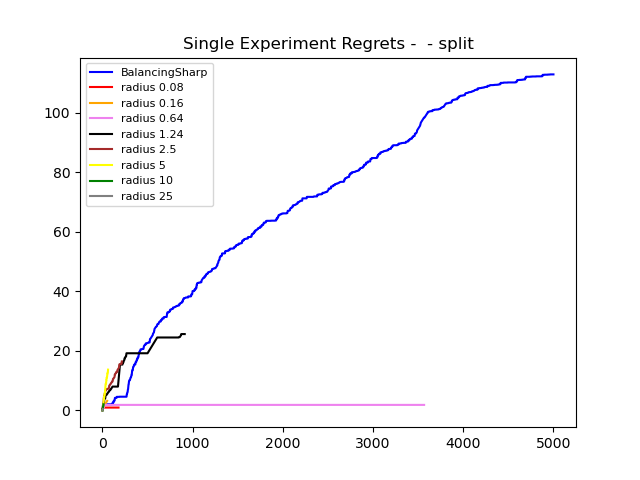 Single Experiment Regrets -  - split
BalancingSharp
radius 0.08
radius 0.16
radius 0.64
radius 1.24
radius 2.5
radius 5
radius 10
radius 25
100
80
60
40
20
0
0 1000 2000 3000 4000 5000